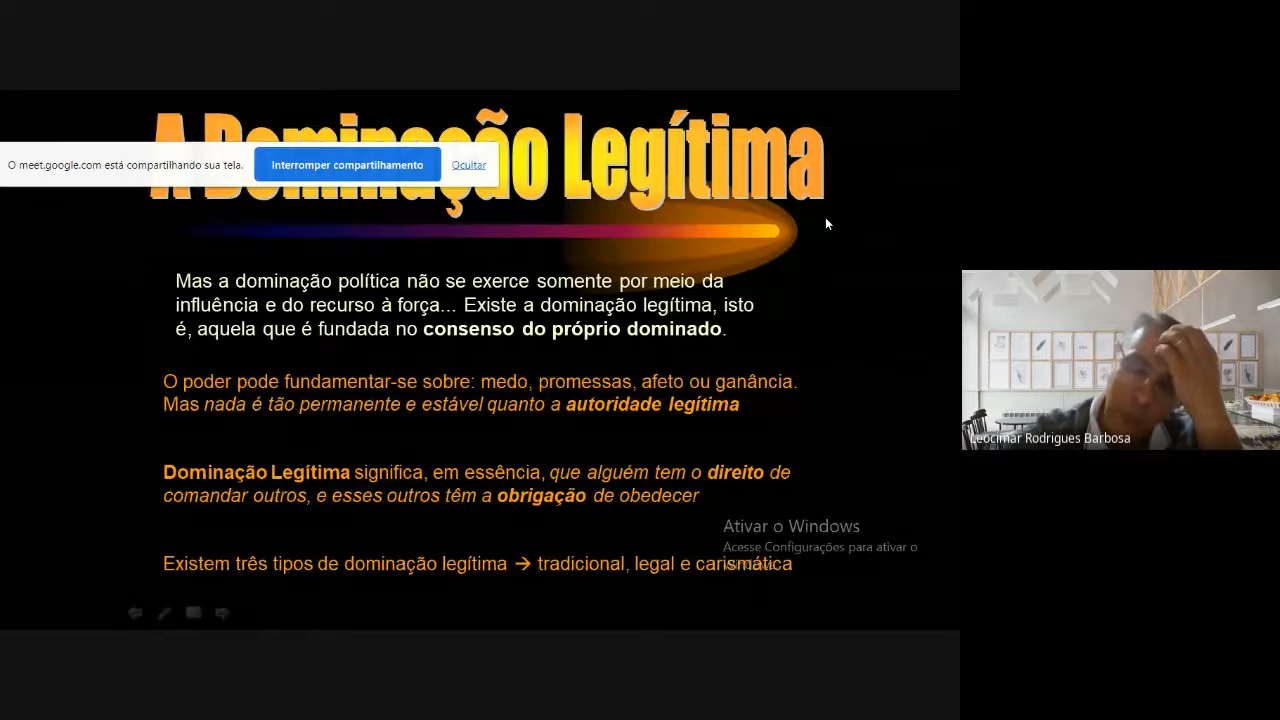 A Dominação Legítima
O meet.google.com está compartilhando sua tela. Interromper compartilhamento Ocultar
Mas a dominação política não se exerce somente por meio da
influência e do recurso à força... Existe a dominação legítima, isto
é, aquela que é fundada no consenso do próprio dominado.
O poder pode fundamentar-se sobre: medo, promessas, afeto ou ganância.
Mas nada é tão permanente e estável quanto a autoridade legítima
Leocimar Rodrigues Barbosa
Dominação Legítima significa, em essência, que alguém tem o direito de
comandar outros, e esses outros têm a obrigação de obedecer
Ativar o Windows
Acesse Configurações para ativar o
Existem três tipos de dominação legítima → tradicional, legal e carismática